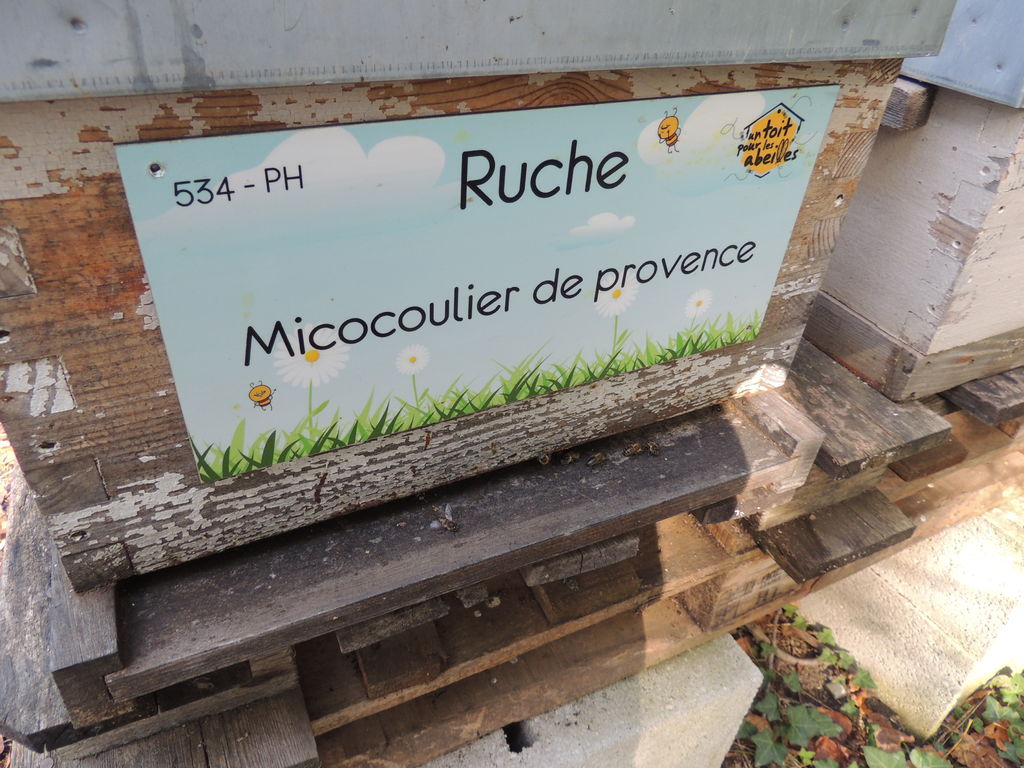 534 - PH
Ruche
un toit
pour les
abeilles
Micocoulier de provence